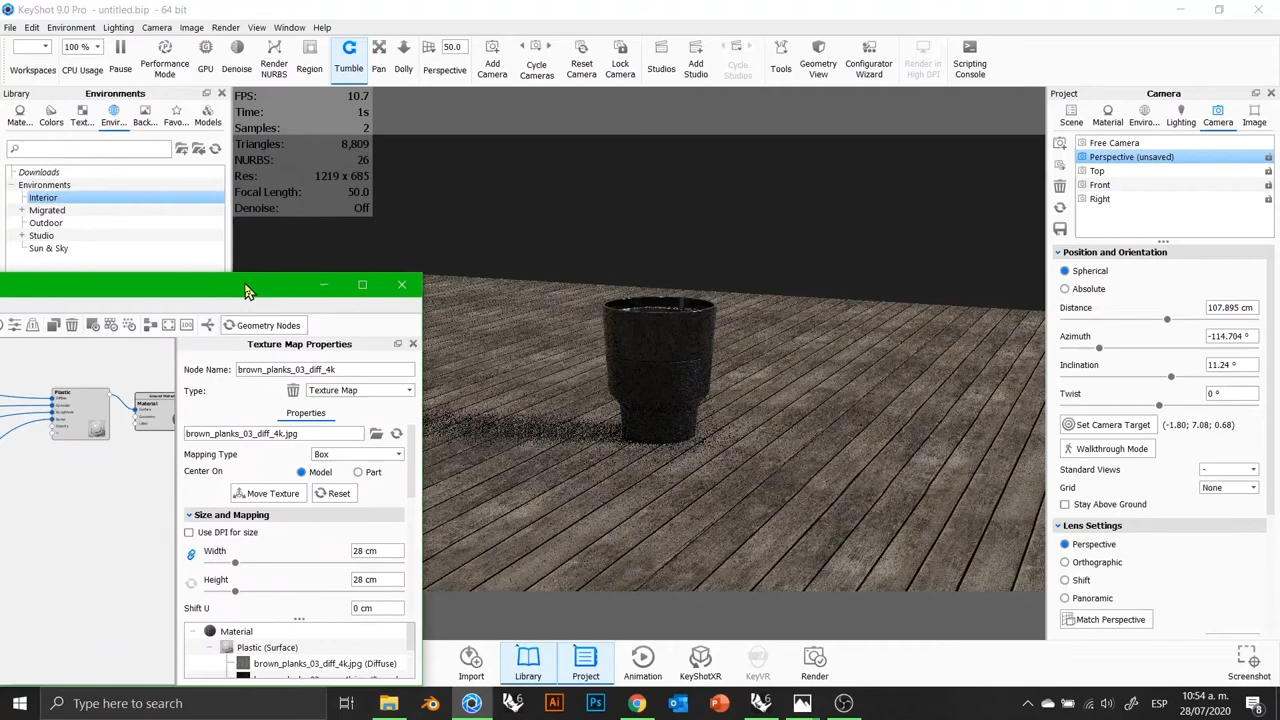 KeyShot 9.0 Pro - untitled.bip - 64 bit
File Edit Environment Lighting Camera Image Render View Window Help
100 % 50.0
Workspaces CPU Usage Pause Performance Mode GPU Denoise Render NURBS Region Tumble Pan Dolly Perspective Add Camera Cycle Cameras Reset Camera Lock Camera Studios Add Studio Cycle Studios Tools Geometry View Configurator Wizard Render in High DPI Scripting Console
Library Environments
Mate... Colors Text... Envir... Back... Favo... Models
Downloads
Environments
Interior
Migrated
Outdoor
Studio
Sun & Sky
FPS: 10.7
Time: 1s
Samples: 2
Triangles: 8,809
NURBS: 26
Res: 1219 x 685
Focal Length: 50.0
Denoise: Off
Geometry Nodes
Texture Map Properties
Node Name: brown_planks_03_diff_4k
Type: Texture Map
Properties
brown_planks_03_diff_4k.jpg
Mapping Type Box
Center On Model Part
Move Texture Reset
Size and Mapping
Use DPI for size
Width 28 cm
Height 28 cm
Shift U 0 cm
Material
Plastic (Surface)
brown_planks_03_diff_4k.jpg (Diffuse)
Plastic
Material
Project Camera
Scene Material Enviro... Lighting Camera Image
Free Camera
Perspective (unsaved)
Top
Front
Right
Position and Orientation
Spherical
Absolute
Distance 107.895 cm
Azimuth -114.704 °
Inclination 11.24 °
Twist 0 °
Set Camera Target (-1.80; 7.08; 0.68)
Walkthrough Mode
Standard Views -
Grid None
Stay Above Ground
Lens Settings
Perspective
Orthographic
Shift
Panoramic
Match Perspective
Import Library Project Animation KeyShotXR KeyVR Render Screenshot
Type here to search
10:54 a. m.
28/07/2020
8